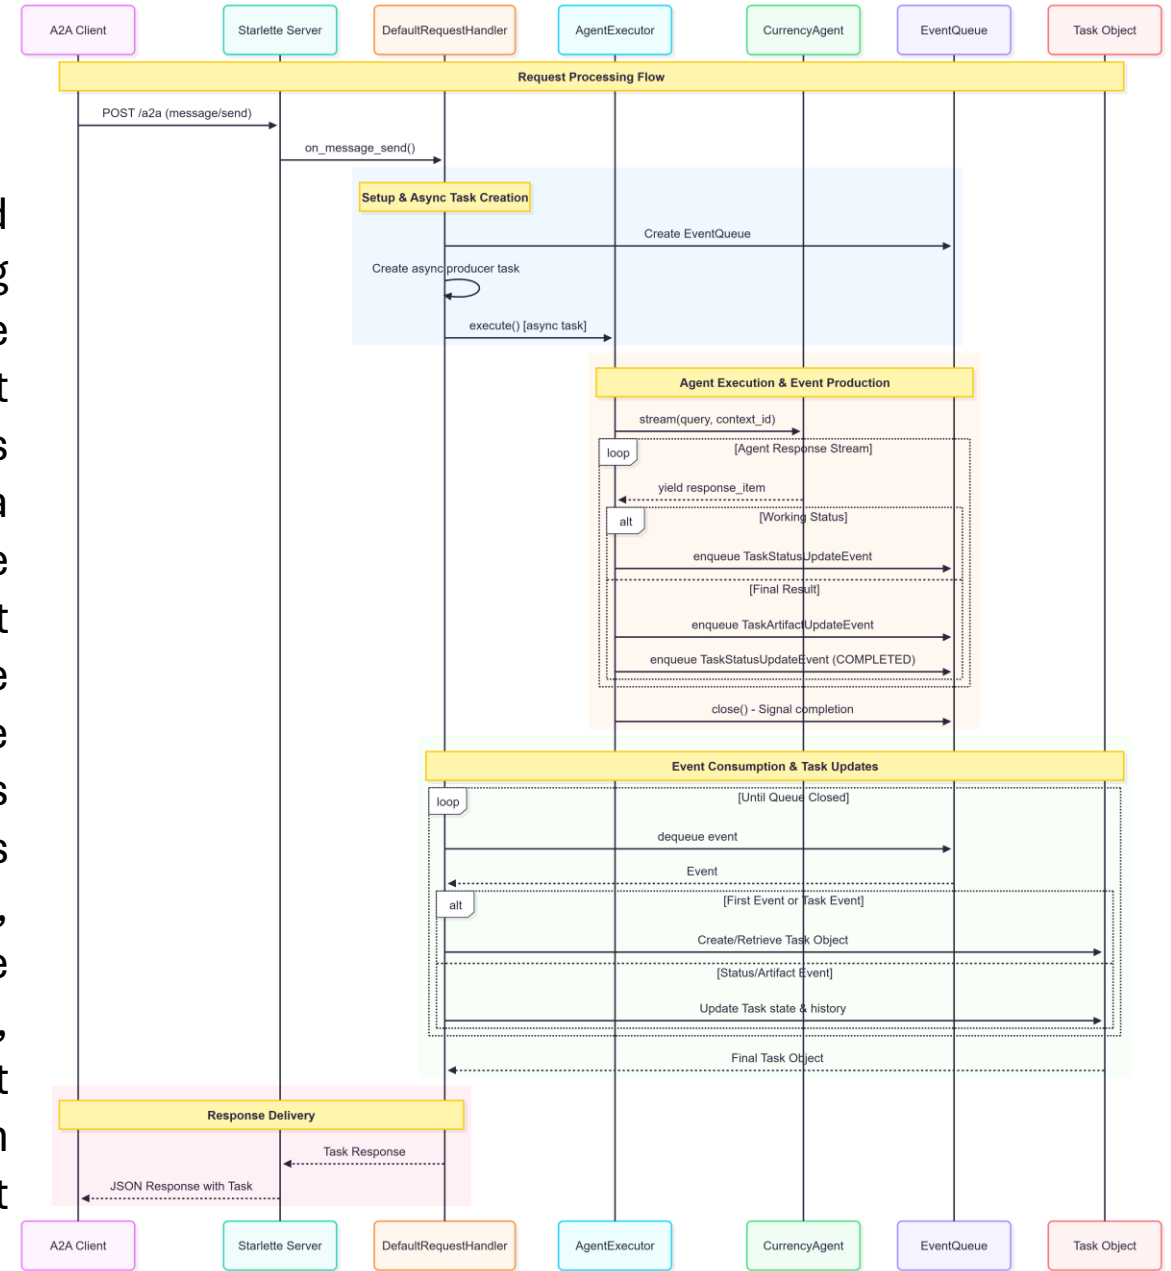 A2A Client
Starlette Server
DefaultRequestHandler
AgentExecutor
CurrencyAgent
EventQueue
Task Object
Request Processing Flow
POST /a2a (message/send)
on_message_send()
Setup & Async Task Creation
Create EventQueue
Create async producer task
execute() [async task]
Agent Execution & Event Production
stream(query, context_id)
loop
[Agent Response Stream]
yield response_item
alt
[Working Status]
enqueue TaskStatusUpdateEvent
[Final Result]
enqueue TaskArtifactUpdateEvent
enqueue TaskStatusUpdateEvent (COMPLETED)
close() - Signal completion
Event Consumption & Task Updates
loop
[Until Queue Closed]
dequeue event
Event
alt
[First Event or Task Event]
Create/Retrieve Task Object
[Status/Artifact Event]
Update Task state & history
Final Task Object
Response Delivery
Task Response
JSON Response with Task
A2A Client
Starlette Server
DefaultRequestHandler
AgentExecutor
CurrencyAgent
EventQueue
Task Object